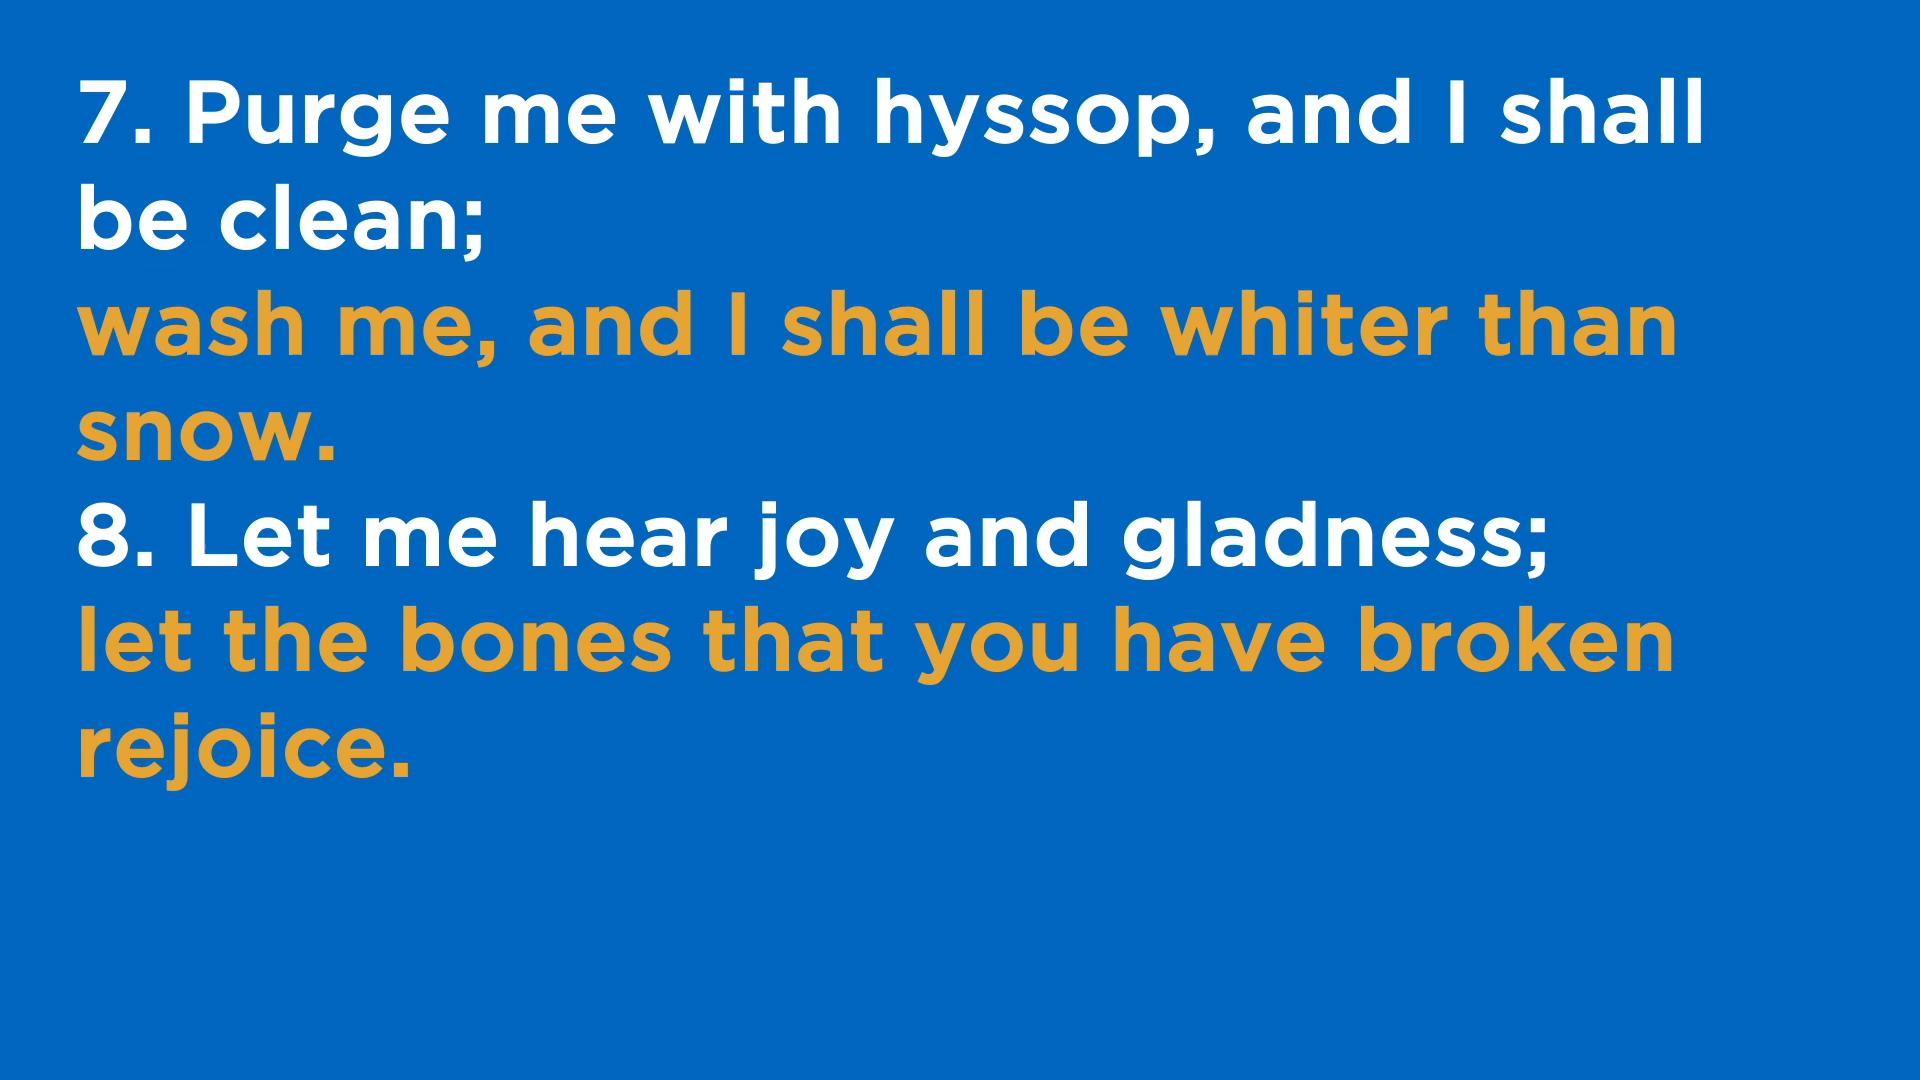 7. Purge me with hyssop, and I shall
be clean;
wash me, and I shall be whiter than
snow.
8. Let me hear joy and gladness;
let the bones that you have broken
rejoice.